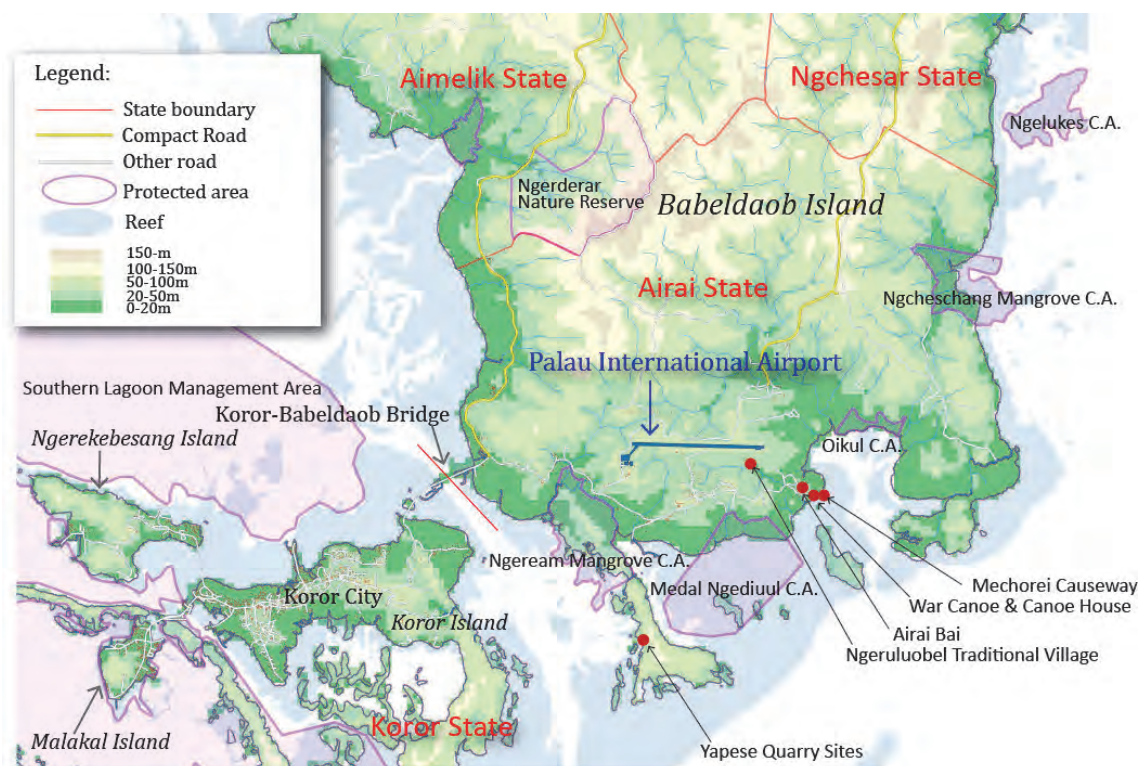 Legend:
State boundary
Compact Road
Other road
Protected area
Reef
150-m
100-150m
50-100m
20-50m
0-20m
Aimelik State
Ngchesar State
Ngelukes C.A.
Ngerderar
Nature Reserve
Babeldaob Island
Airai State
Ngcheschang Mangrove C.A.
Palau International Airport
Southern Lagoon Management Area
Koror-Babeldaob Bridge
Ngerekebesang Island
Oikul C.A.
Ngeream Mangrove C.A.
Medal Ngediuul C.A.
Mechorei Causeway
War Canoe & Canoe House
Airai Bai
Ngeruluobel Traditional Village
Koror City
Koror Island
Koror State
Malakal Island
Yapese Quarry Sites